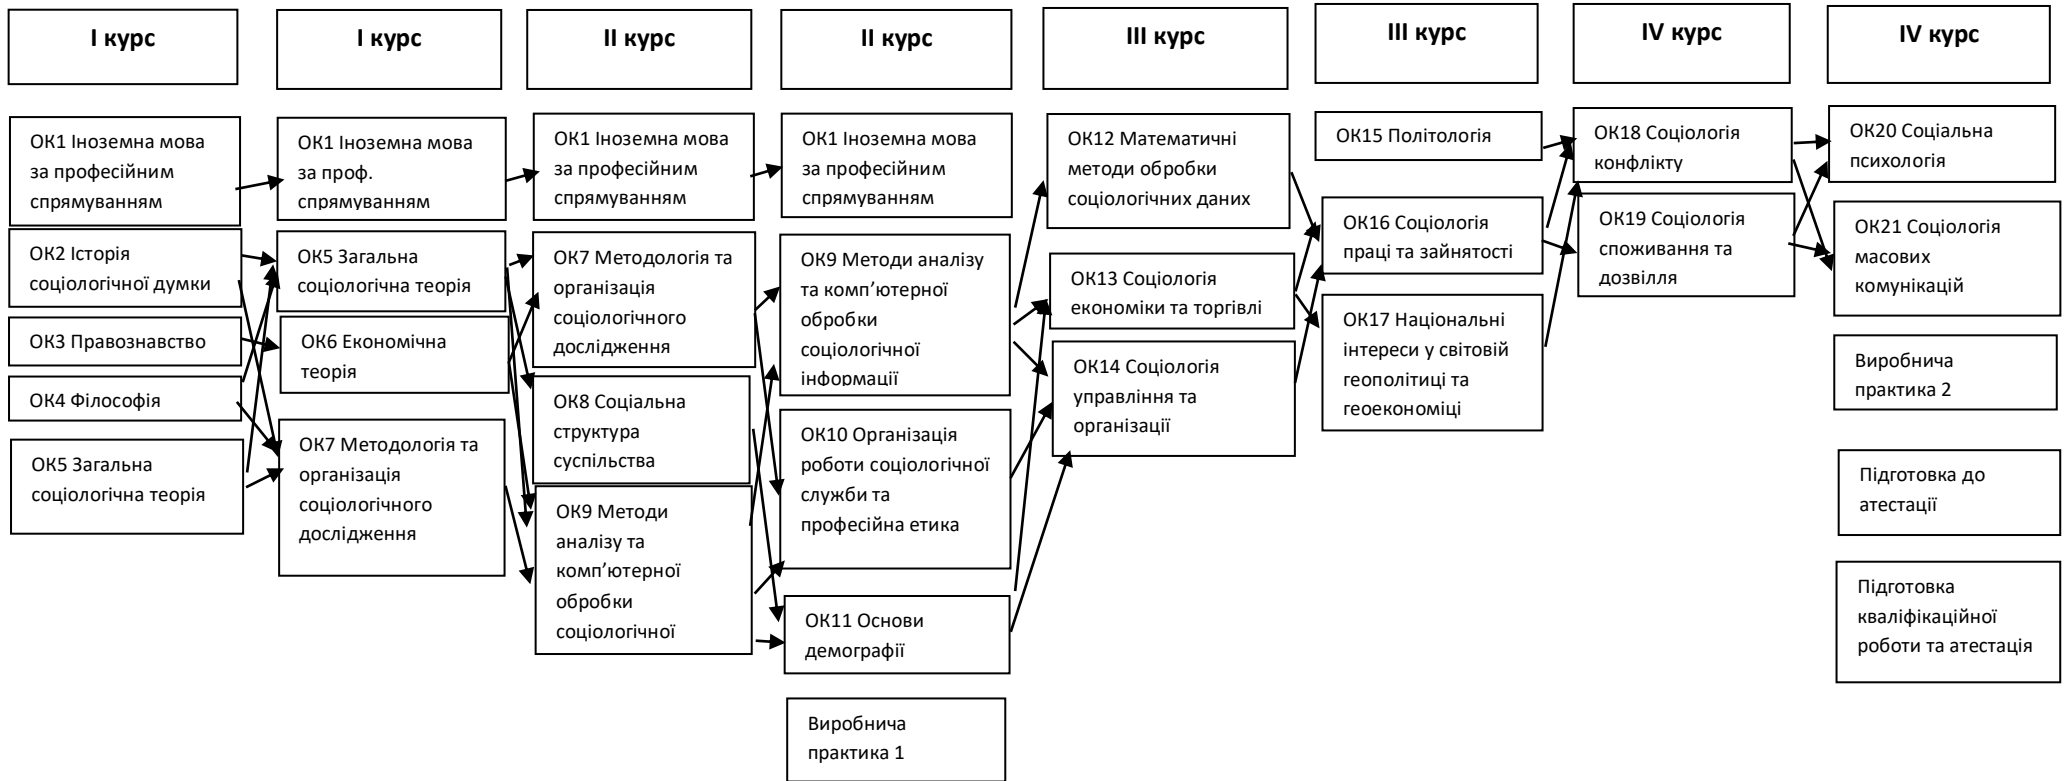 І курс
І курс
ІІ курс
ІІ курс
ІІІ курс
ІІІ курс
IV курс
IV курс
ОК1 Іноземна мова
за професійним
спрямуванням
ОК2 Історія
соціологічної думки
ОК3 Правознавство
ОК4 Філософія
ОК5 Загальна
соціологічна теорія
ОК1 Іноземна мова
за проф.
спрямуванням
ОК5 Загальна
соціологічна теорія
ОК6 Економічна
теорія
ОК7 Методологія та
організація
соціологічного
дослідження
ОК1 Іноземна мова
за професійним
спрямуванням
ОК7 Методологія та
організація
соціологічного
дослідження
ОК8 Соціальна
структура
суспільства
ОК9 Методи
аналізу та
комп’ютерної
обробки
соціологічної
ОК1 Іноземна мова
за професійним
спрямуванням
ОК9 Методи аналізу
та комп’ютерної
обробки
соціологічної
інформації
ОК10 Організація
роботи соціологічної
служби та
професійна етика
ОК11 Основи
демографії
Виробнича
практика 1
ОК12 Математичні
методи обробки
соціологічних даних
ОК13 Соціологія
економіки та торгівлі
ОК14 Соціологія
управління та
організації
ОК15 Політологія
ОК16 Соціологія
праці та зайнятості
ОК17 Національні
інтереси у світовій
геополітиці та
геоекономіці
ОК18 Соціологія
конфлікту
ОК19 Соціологія
споживання та
дозвілля
ОК20 Соціальна
психологія
ОК21 Соціологія
масових
комунікацій
Виробнича
практика 2
Підготовка до
атестації
Підготовка
кваліфікаційної
роботи та атестація